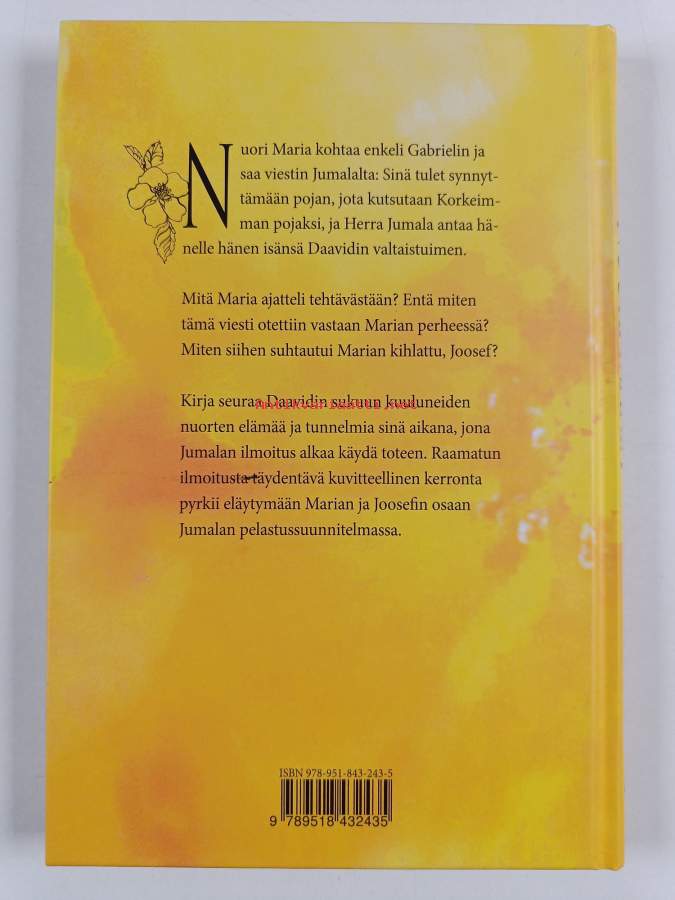 Nuori Maria kohtaa enkeli Gabrielin ja
saa viestin Jumalalta: Sinä tulet synnyt-
tämään pojan, jota kutsutaan Korkeim-
man pojaksi, ja Herra Jumala antaa hä-
nelle hänen isänsä Daavidin valtaistuimen.
Mitä Maria ajatteli tehtävästään? Entä miten
tämä viesti otettiin vastaan Marian perheessä?
Miten siihen suhtautui Marian kihlattu, Joosef?
Kirja seuraa Daavidin sukuun kuuluneiden
antikvariaatti.net
nuorten elämää ja tunnelmia sinä aikana, jona
Jumalan ilmoitus alkaa käydä toteen. Raamatun
ilmoitusta täydentävä kuvitteellinen kerronta
pyrkii eläytymään Marian ja Joosefin osaan
Jumalan pelastussuunnitelmassa.
ISBN 978-951-843-243-5
9 789518 432435